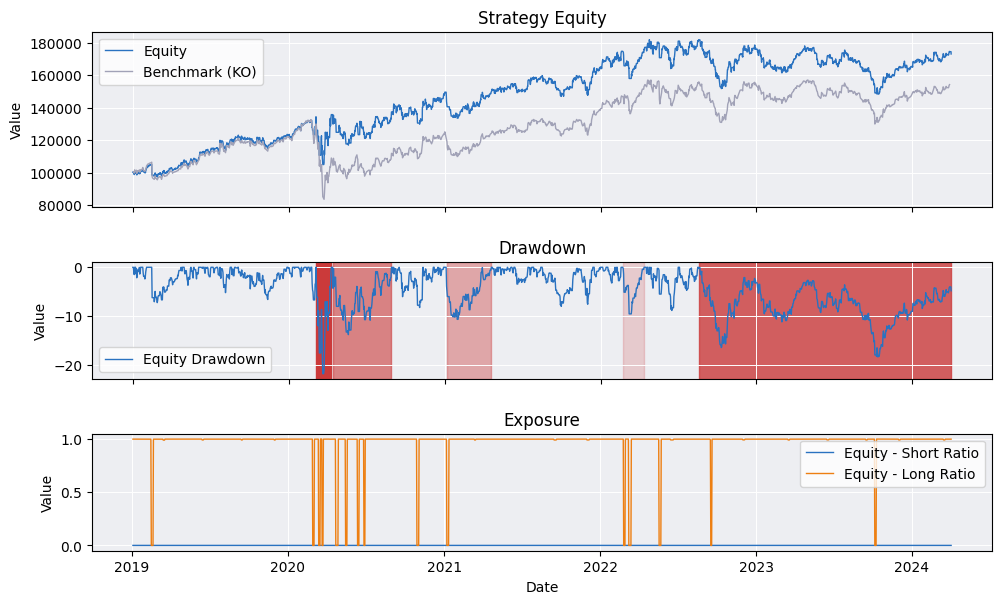 Strategy Equity
180000
160000
140000
120000
100000
80000
Value
Equity
Benchmark (KO)
Drawdown
0
−10
−20
Value
Equity Drawdown
Exposure
1.0
0.5
0.0
Value
Equity - Short Ratio
Equity - Long Ratio
2019
2020
2021
2022
2023
2024
Date